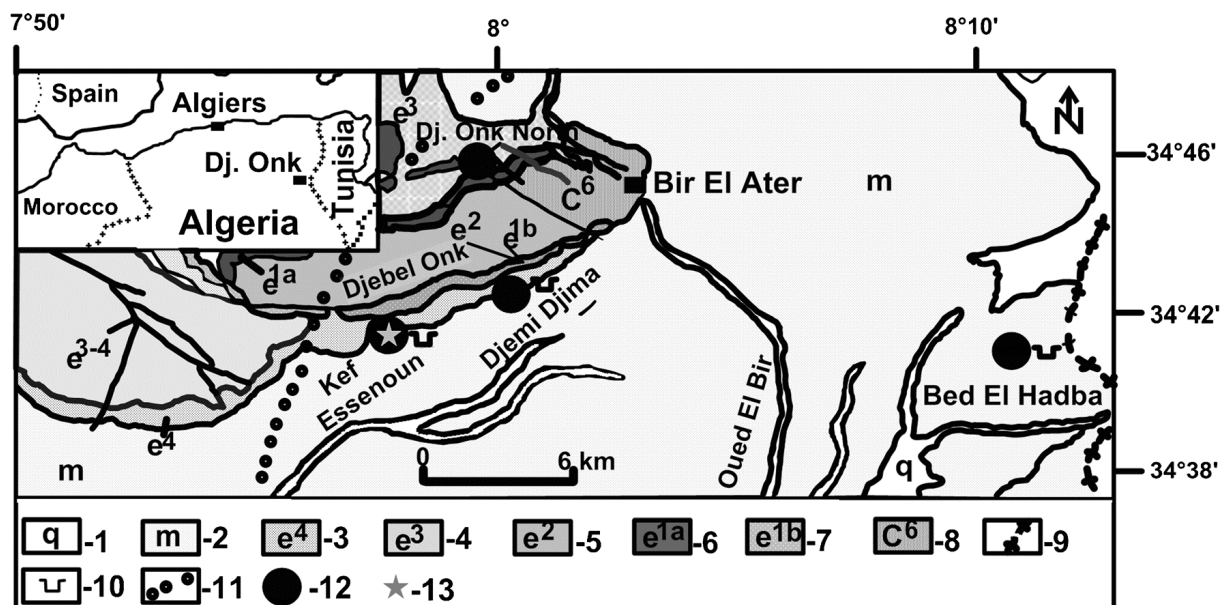 7°50'
8°
8°10'
Spain
Algiers
Dj. Onk
Tunisia
Morocco
Algeria
e3
Dj. Onk North
C6
Bir El Ater
m
34°46'
e2
e1b
e1a
Djebel Onk
Djemi Djima
34°42'
e3-4
Kef
Essenoun
Oued El Bir
Bed El Hadba
e4
m
0
6 km
q
34°38'
N
q -1
m -2
e4 -3
e3 -4
e2 -5
e1a -6
e1b -7
C6 -8
-9
-10
-11
-12
-13